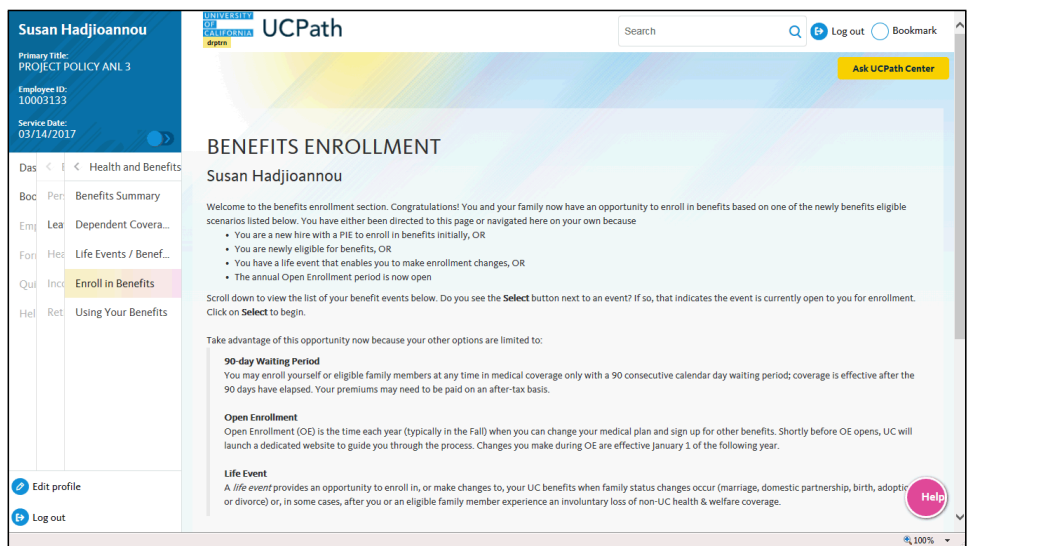 Susan Hadjioannou
Primary Title:
PROJECT POLICY ANL 3
Employee ID:
10003133
Service Date:
03/14/2017
Das
Boo
Emp
For
Qui
Hel
Per
Lea
Hea
Inco
Ret
< Health and Benefits
Benefits Summary
Dependent Covera...
Life Events / Benef...
Enroll in Benefits
Using Your Benefits
Edit profile
Log out
UNIVERSITY
OF
CALIFORNIA
drptrn
UCPath
Search
Log out
Bookmark
Ask UCPath Center
BENEFITS ENROLLMENT
Susan Hadjioannou
Welcome to the benefits enrollment section. Congratulations! You and your family now have an opportunity to enroll in benefits based on one of the newly benefits eligible
scenarios listed below. You have either been directed to this page or navigated here on your own because
• You are a new hire with a PIE to enroll in benefits initially, OR
• You are newly eligible for benefits, OR
• You have a life event that enables you to make enrollment changes, OR
• The annual Open Enrollment period is now open
Scroll down to view the list of your benefit events below. Do you see the Select button next to an event? If so, that indicates the event is currently open to you for enrollment.
Click on Select to begin.
Take advantage of this opportunity now because your other options are limited to:
90-day Waiting Period
You may enroll yourself or eligible family members at any time in medical coverage only with a 90 consecutive calendar day waiting period; coverage is effective after the
90 days have elapsed. Your premiums may need to be paid on an after-tax basis.
Open Enrollment
Open Enrollment (OE) is the time each year (typically in the Fall) when you can change your medical plan and sign up for other benefits. Shortly before OE opens, UC will
launch a dedicated website to guide you through the process. Changes you make during OE are effective January 1 of the following year.
Life Event
A life event provides an opportunity to enroll in, or make changes to, your UC benefits when family status changes occur (marriage, domestic partnership, birth, adoptio
or divorce) or, in some cases, after you or an eligible family member experience an involuntary loss of non-UC health & welfare coverage.
Help
100%